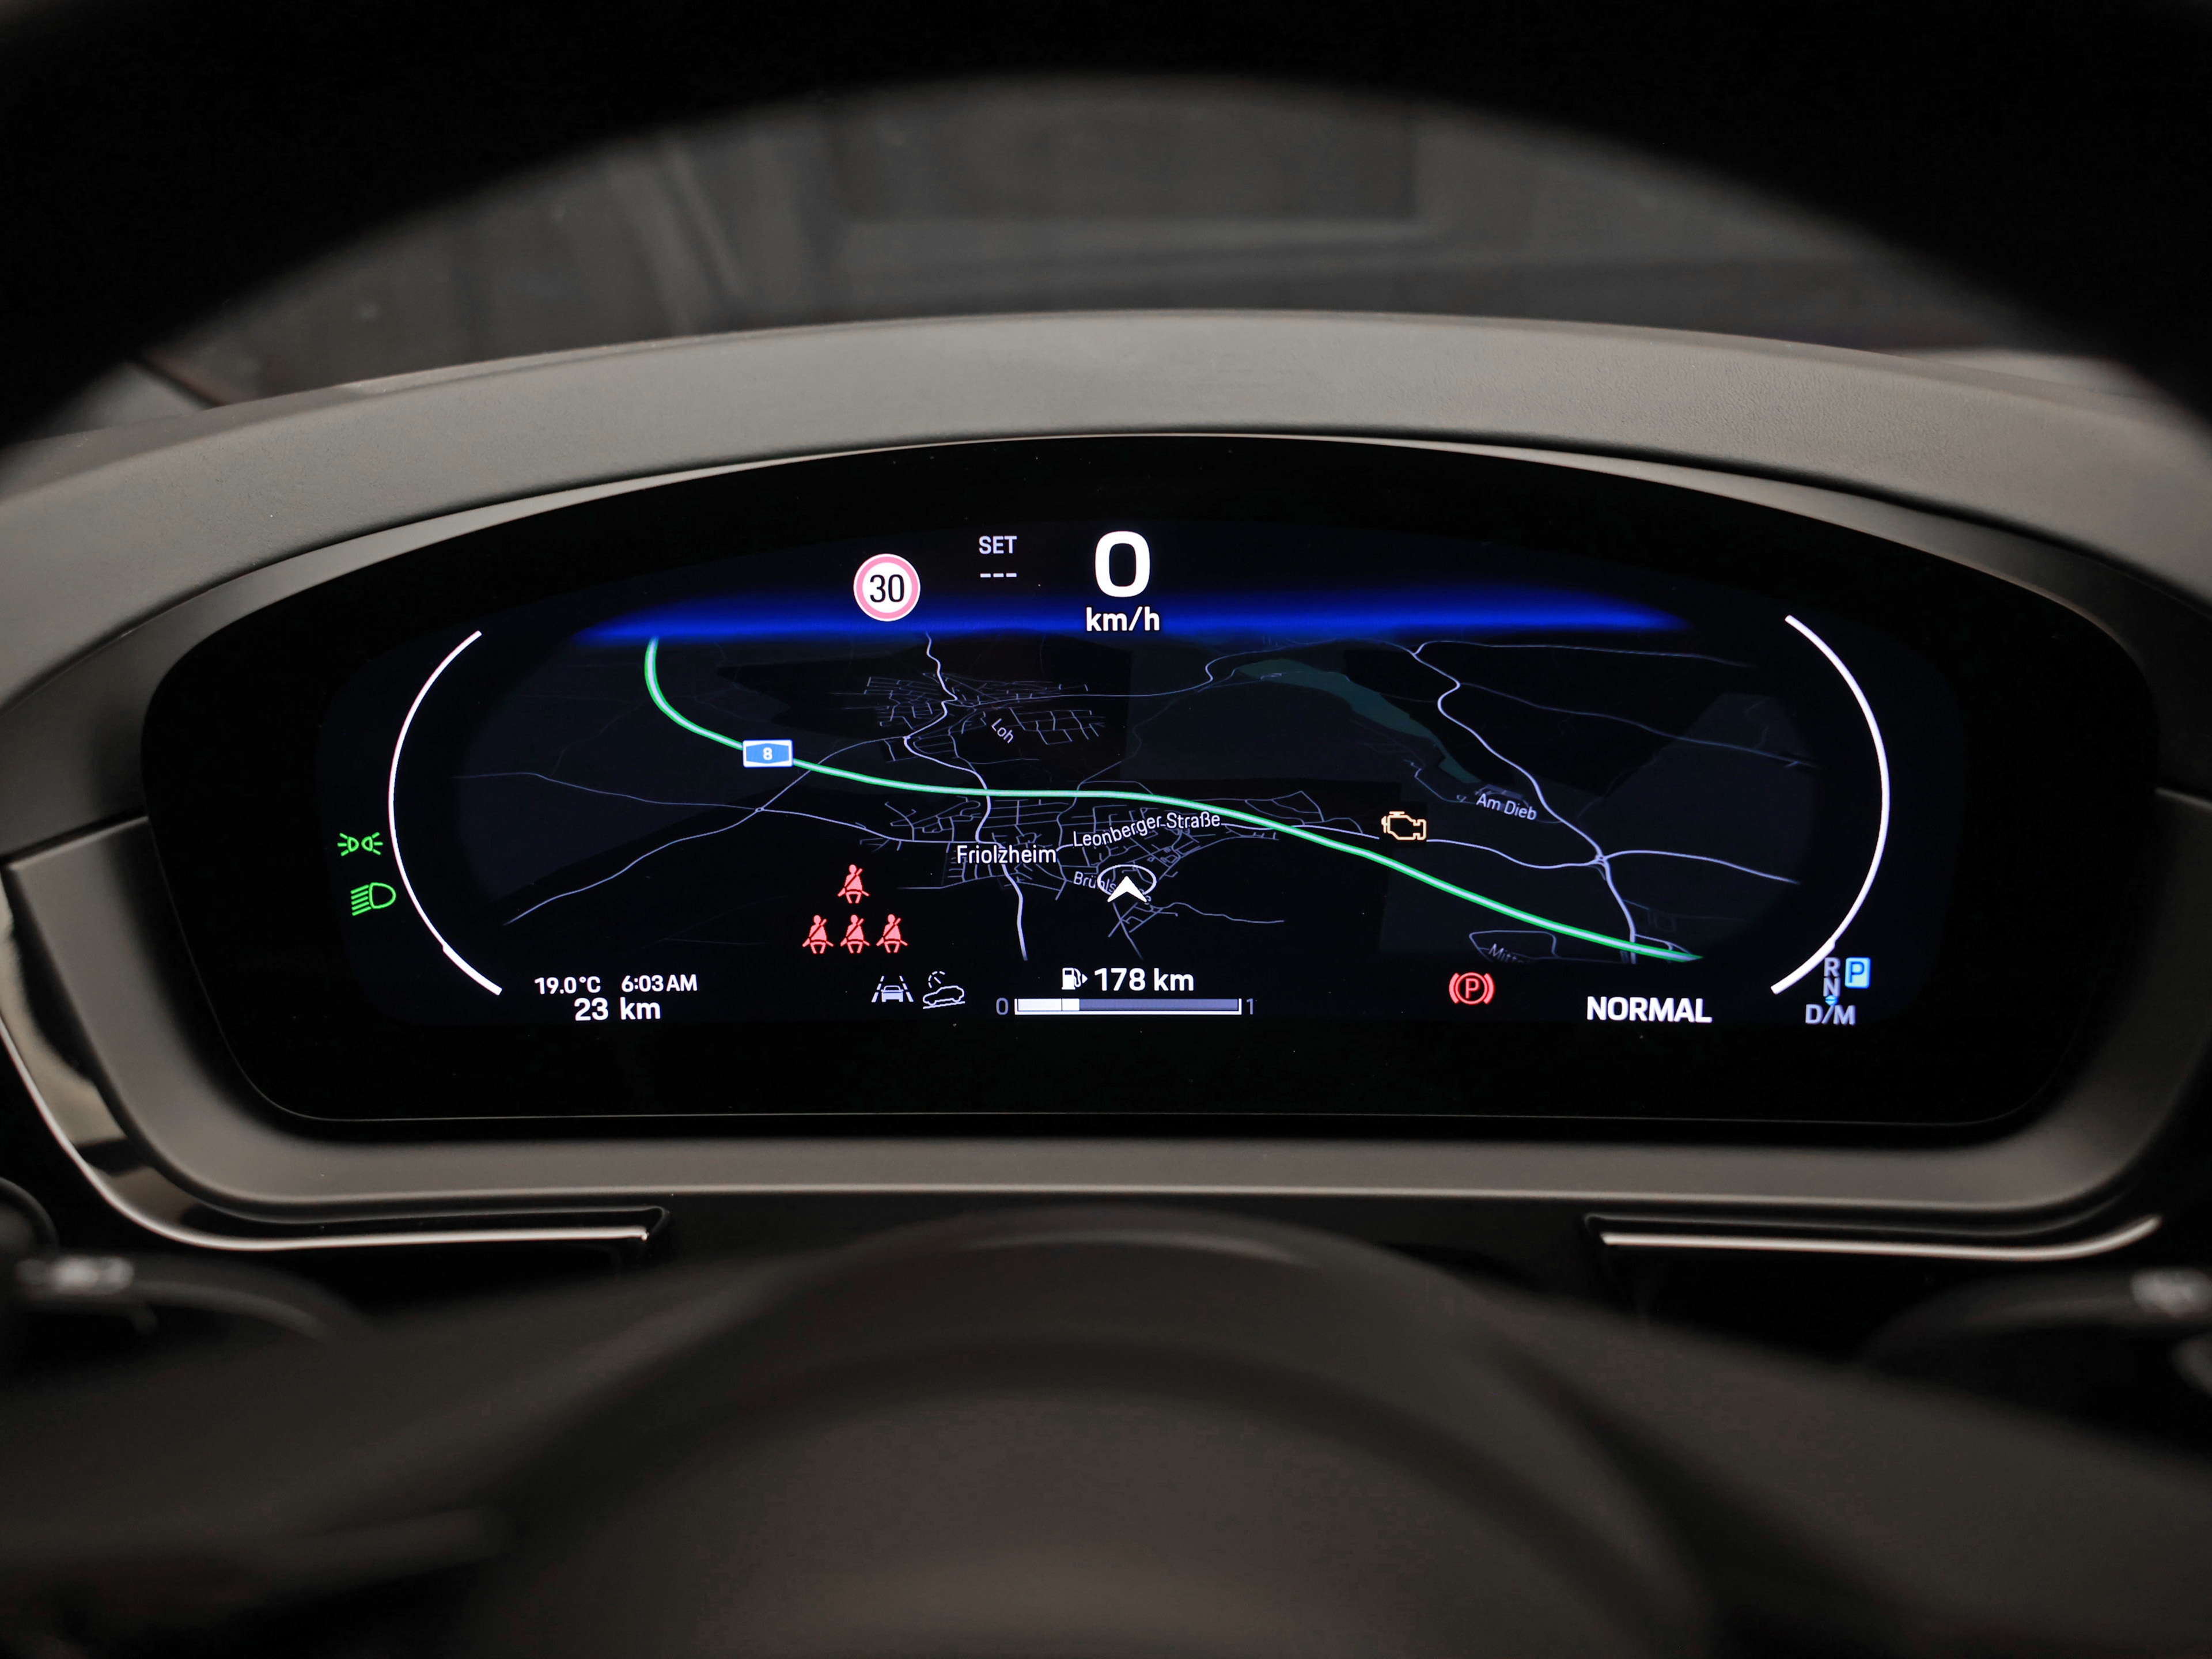 SET
---
0
30
km/h
Loh
8
Am Dieb
Leonberger Straße
Friolzheim
19.0°C 6:03 AM
23 km
178 km
0 1
P
NORMAL
R
P
N
D/M